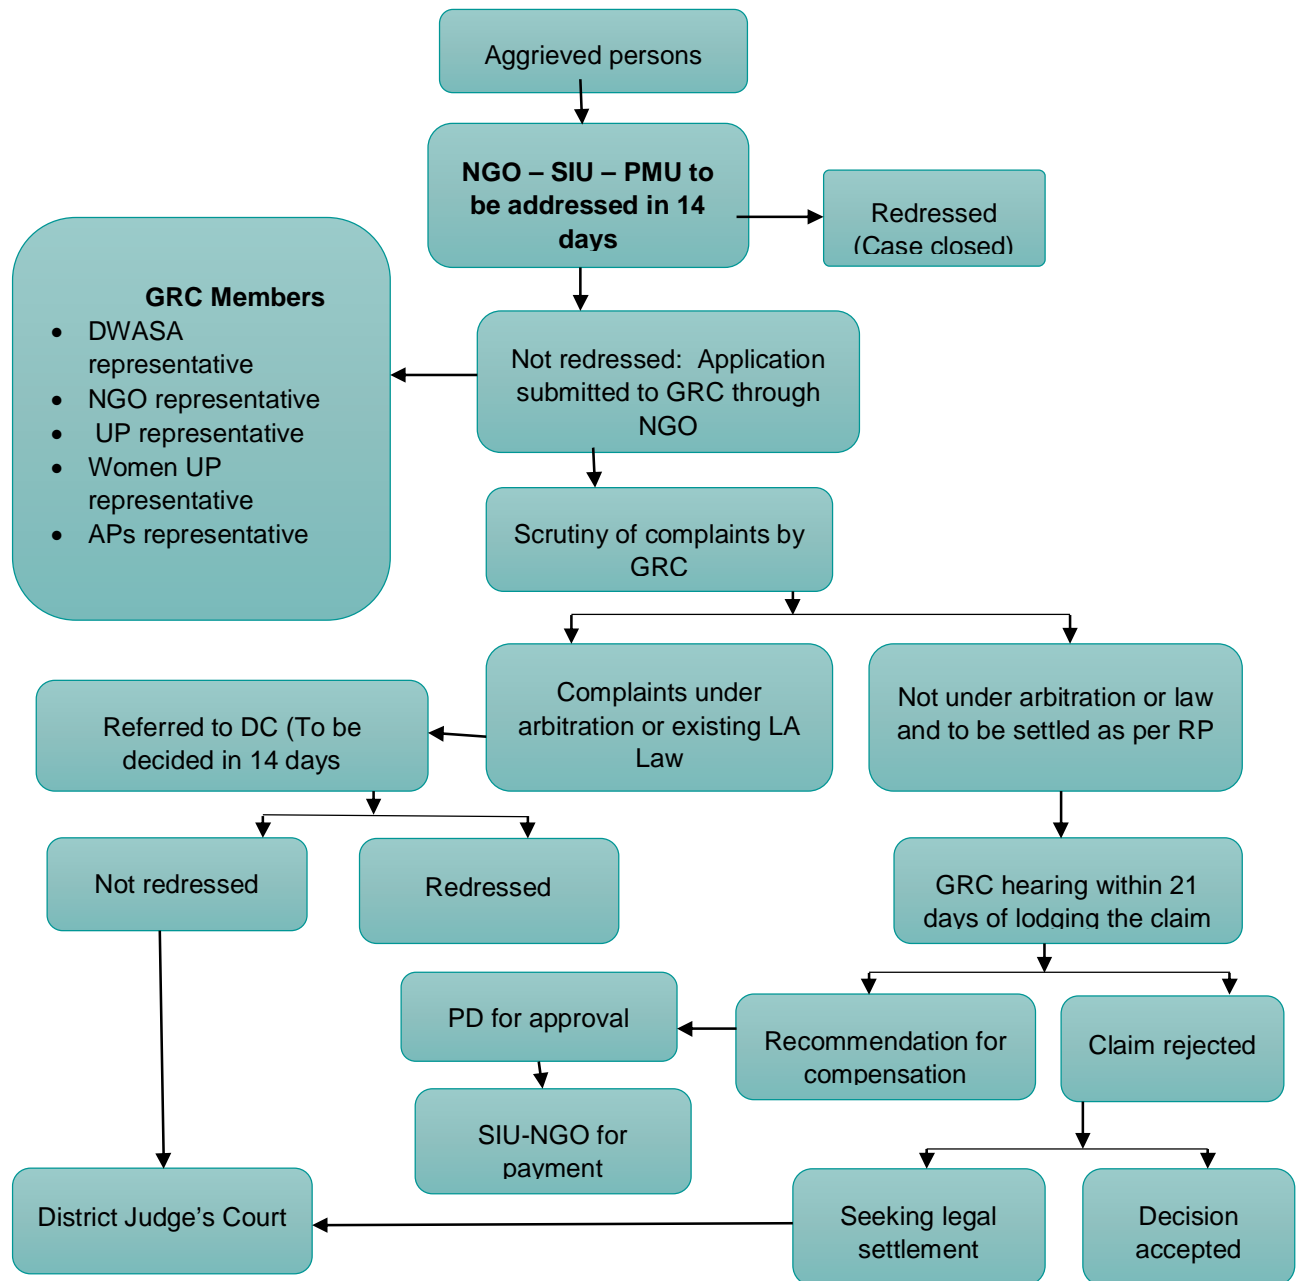 Aggrieved persons
NGO – SIU – PMU to
be addressed in 14
days
Redressed
(Case closed)
GRC Members
• DWASA
representative
• NGO representative
• UP representative
• Women UP
representative
• APs representative
Not redressed: Application
submitted to GRC through
NGO
Scrutiny of complaints by
GRC
Complaints under
arbitration or existing LA
Law
Not under arbitration or law
and to be settled as per RP
Referred to DC (To be
decided in 14 days
Not redressed
Redressed
GRC hearing within 21
days of lodging the claim
PD for approval
Recommendation for
compensation
Claim rejected
SIU-NGO for
payment
District Judge’s Court
Seeking legal
settlement
Decision
accepted